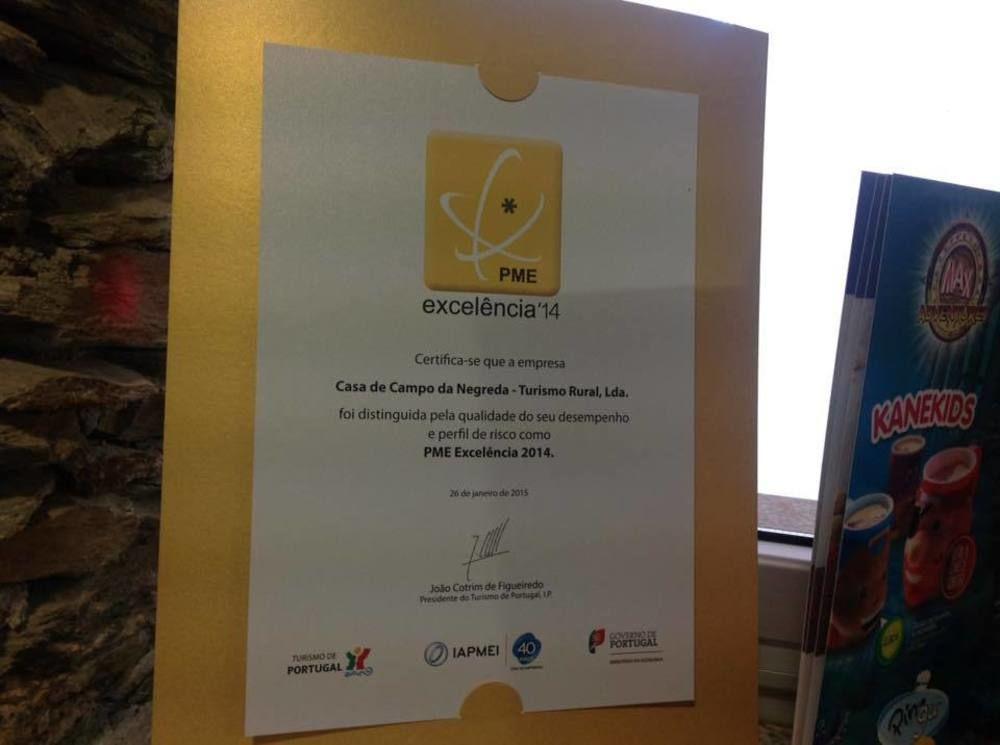 PME
excelência'14
Certifica-se que a empresa
Casa de Campo da Negreda - Turismo Rural, Lda.
foi distinguida pela qualidade do seu desempenho
e perfil de risco como
PME Excelência 2014.
26 de janeiro de 2015
João Cotrim de Figueiredo
Presidente do Turismo de Portugal, I.P.
TURISMO DE
PORTUGAL
IAPMEI
40
GOVERNO DE
PORTUGAL
MAX
ADVENTURES
KANEKIDS